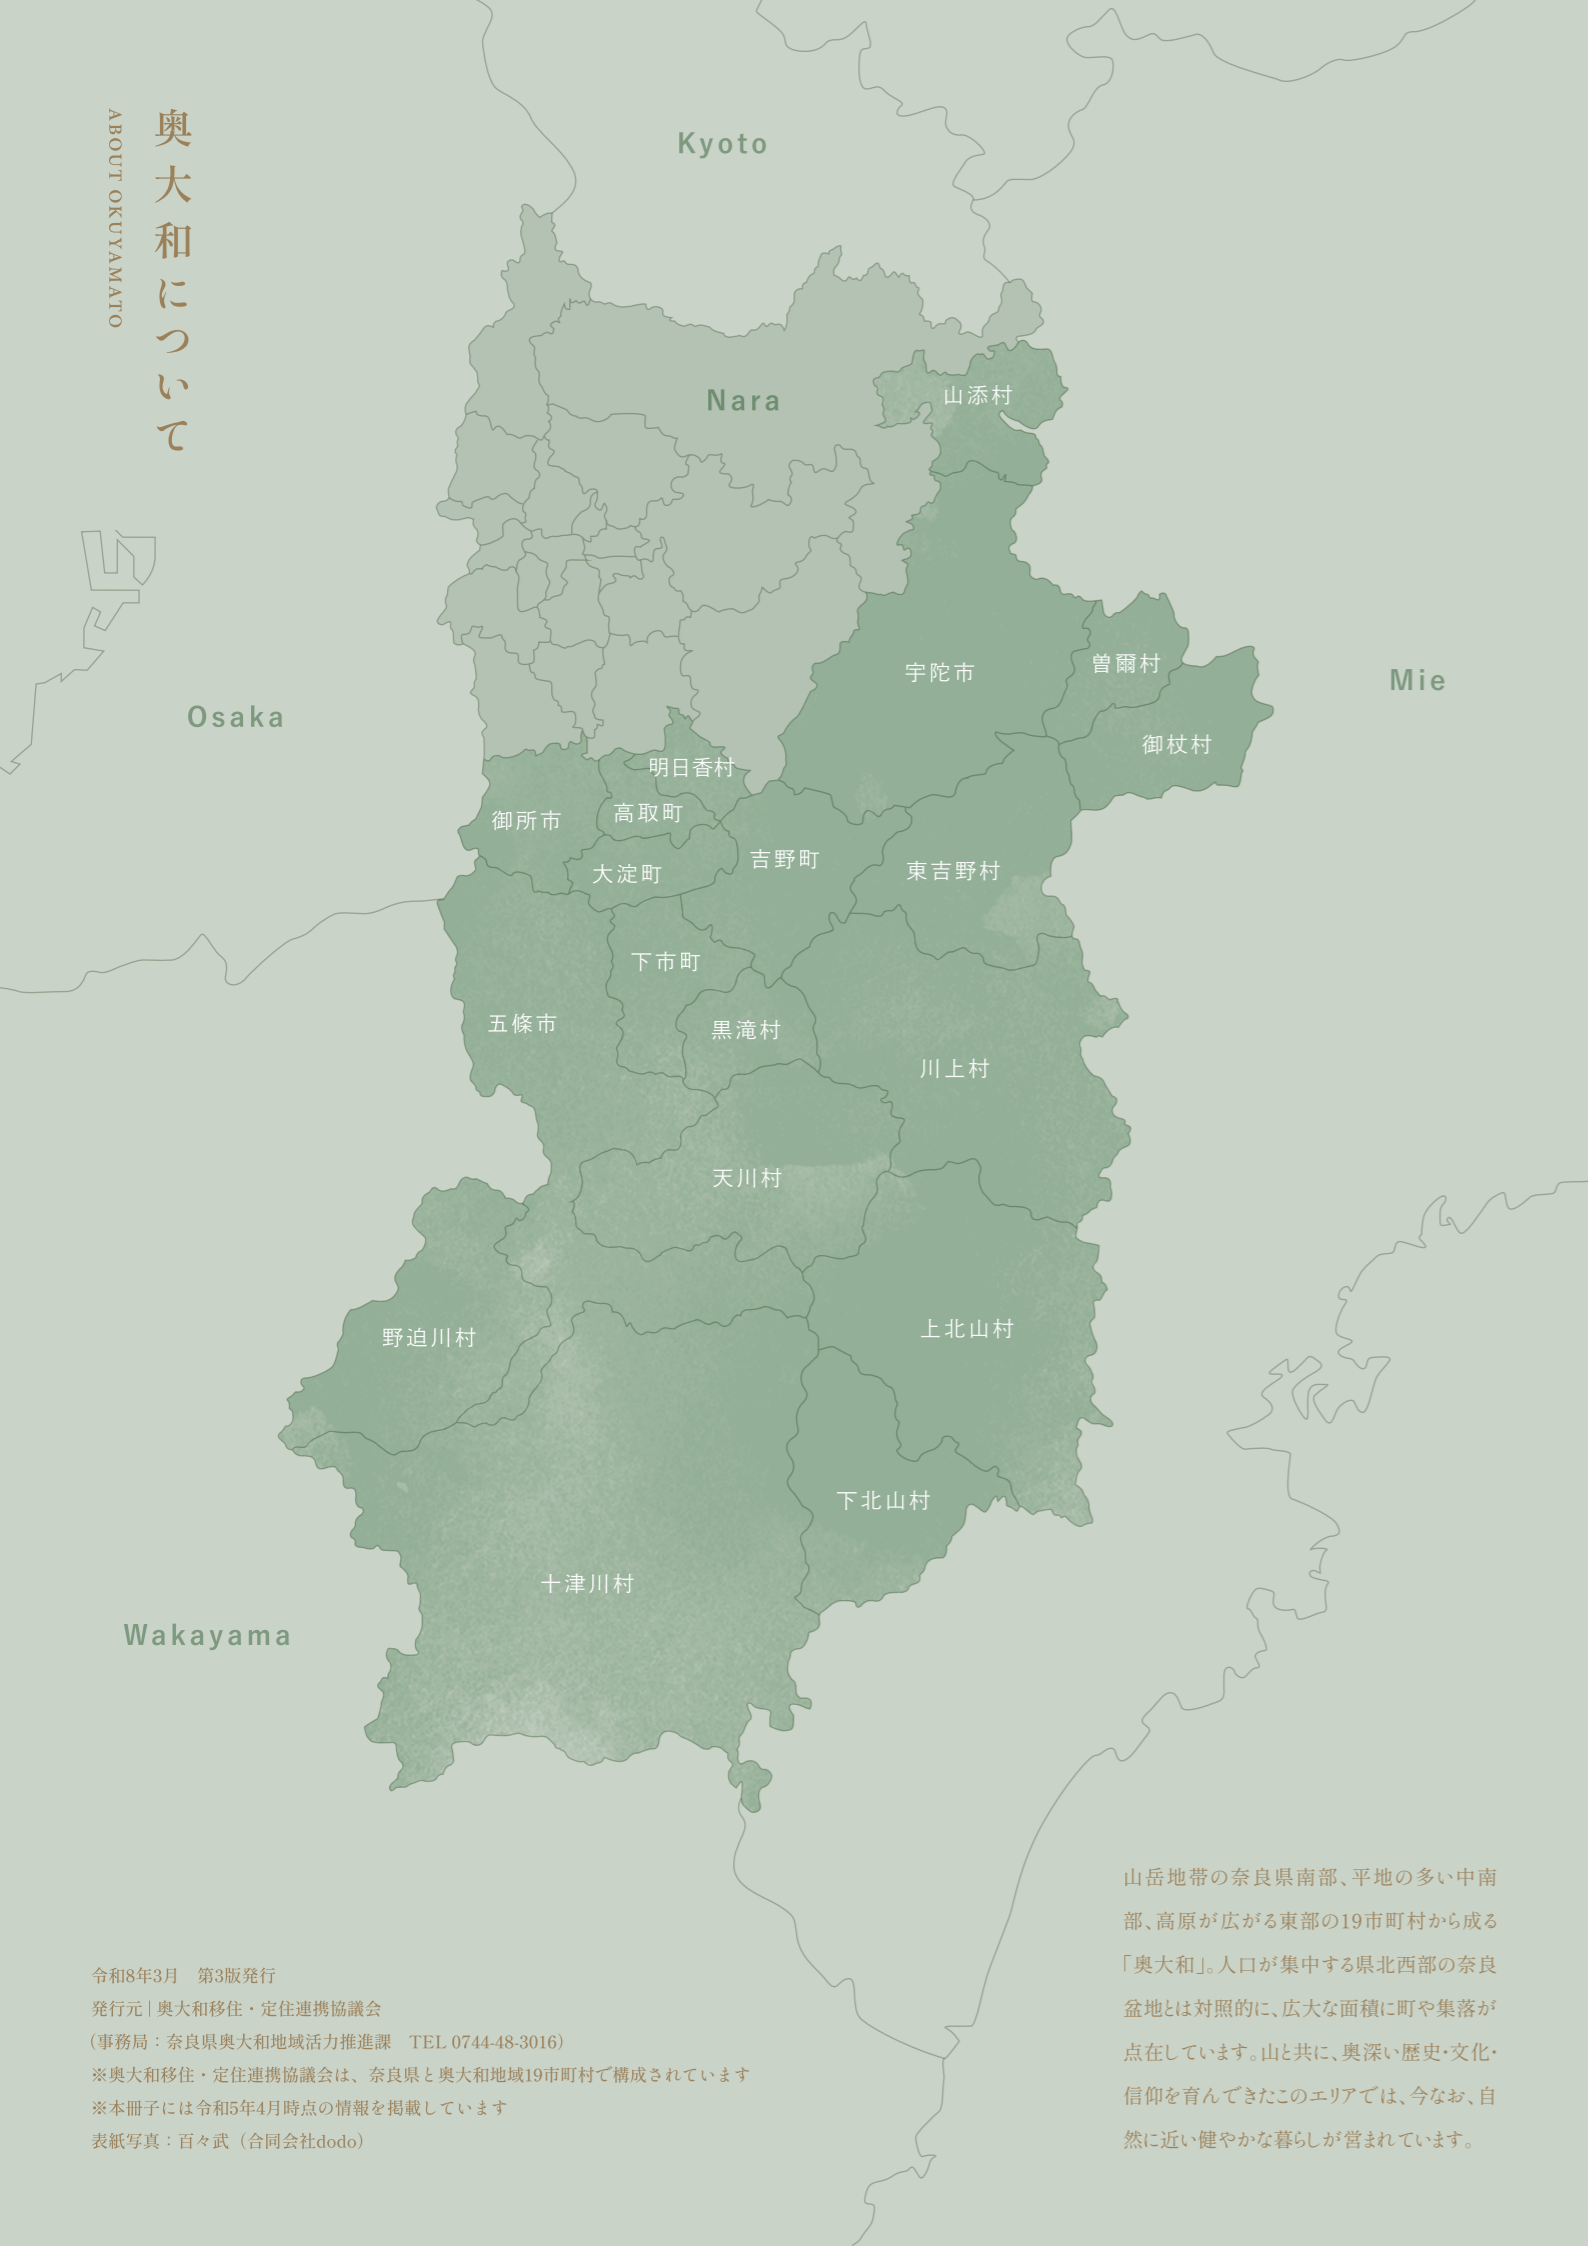 奥大和について
ABOUT OKUYAMATO
Kyoto
Nara
山添村
宇陀市
曽爾村
Mie
Osaka
御杖村
明日香村
高取町
御所市
吉野町
東吉野村
大淀町
下市町
五條市
黒滝村
川上村
天川村
上北山村
野迫川村
下北山村
十津川村
Wakayama
山岳地帯の奈良県南部、平地の多い中南
部、高原が広がる東部の19市町村から成る
「奥大和」。人口が集中する県北西部の奈良
盆地とは対照的に、広大な面積に町や集落が
点在しています。山と共に、奥深い歴史・文化・
信仰を育んできたこのエリアでは、今なお、自
然に近い健やかな暮らしが営まれています。
令和8年3月　第3版発行
発行元 | 奥大和移住・定住連携協議会
（事務局：奈良県奥大和地域活力推進課　TEL 0744-48-3016）
※奥大和移住・定住連携協議会は、奈良県と奥大和地域19市町村で構成されています
※本冊子には令和5年4月時点の情報を掲載しています
表紙写真：百々武（合同会社dodo）